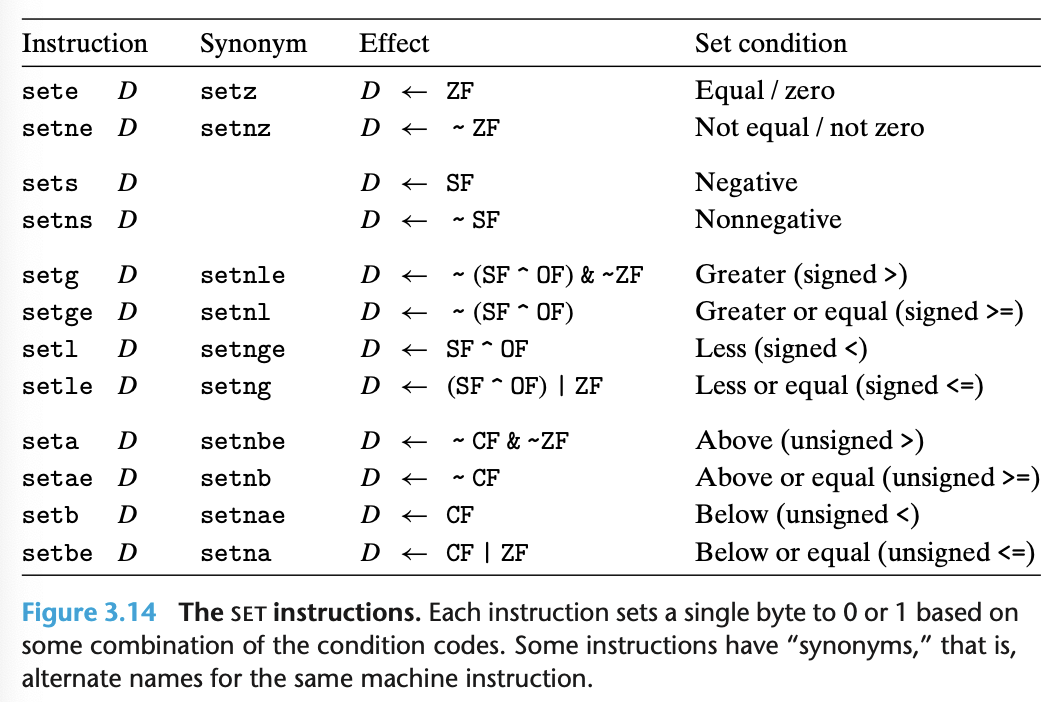 Instruction Synonym Effect Set condition
sete D setz D ← ZF Equal / zero
setne D setnz D ← ~ ZF Not equal / not zero
sets D D ← SF Negative
setns D D ← ~ SF Nonnegative
setg D setnle D ← ~ (SF ^ OF) & ~ZF Greater (signed >)
setge D setnl D ← ~ (SF ^ OF) Greater or equal (signed >=)
setl D setnge D ← SF ^ OF Less (signed <)
setle D setng D ← (SF ^ OF) | ZF Less or equal (signed <=)
seta D setnbe D ← ~ CF & ~ZF Above (unsigned >)
setae D setnb D ← ~ CF Above or equal (unsigned >=)
setb D setnae D ← CF Below (unsigned <)
setbe D setna D ← CF | ZF Below or equal (unsigned <=)
Figure 3.14 The SET instructions. Each instruction sets a single byte to 0 or 1 based on
some combination of the condition codes. Some instructions have “synonyms,” that is,
alternate names for the same machine instruction.